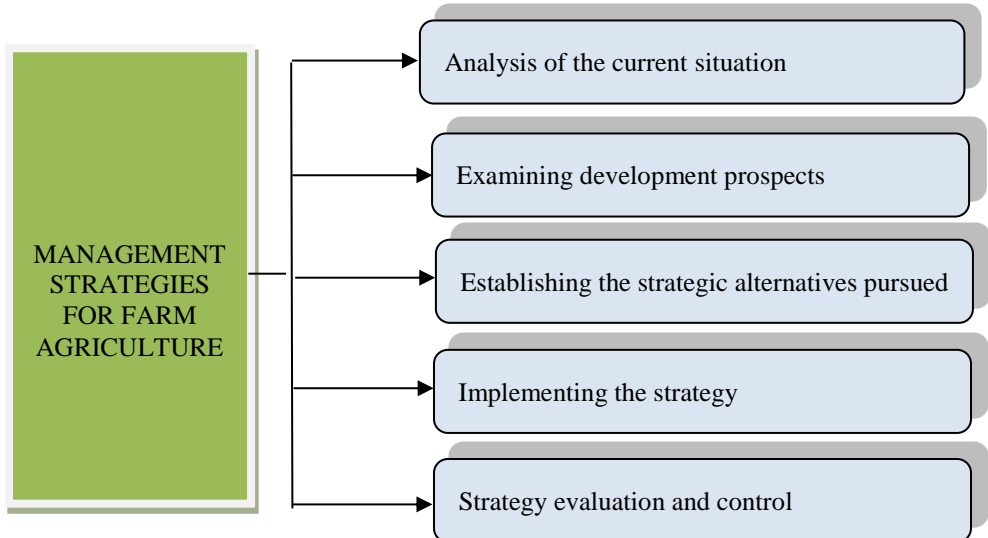 MANAGEMENT
STRATEGIES
FOR FARM
AGRICULTURE
Analysis of the current situation
Examining development prospects
Establishing the strategic alternatives pursued
Implementing the strategy
Strategy evaluation and control